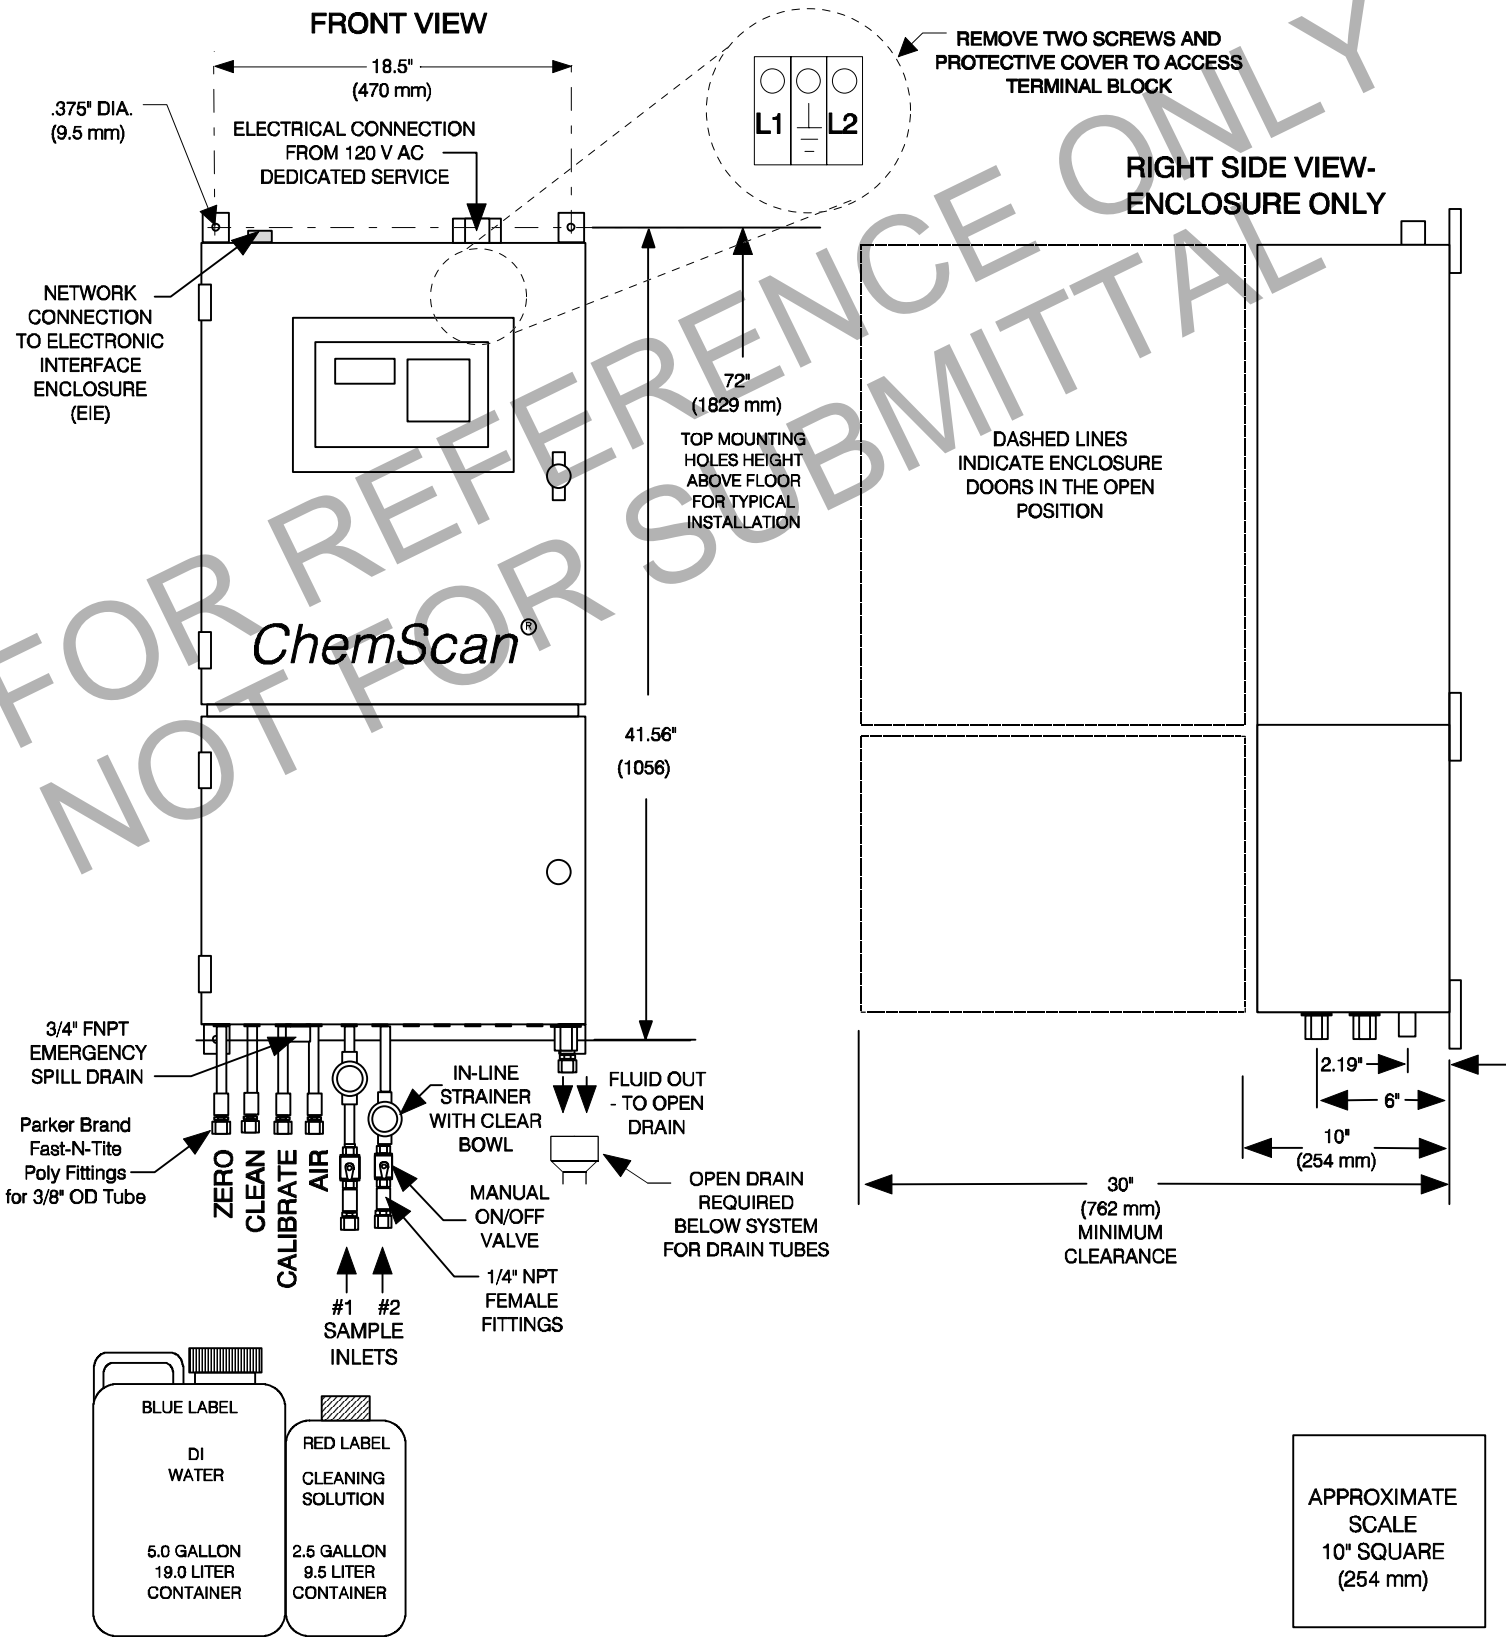 FRONT VIEW
18.5"
(470 mm)
.375" DIA.
(9.5 mm)
ELECTRICAL CONNECTION
FROM 120 V AC
DEDICATED SERVICE
L1
L2
REMOVE TWO SCREWS AND
PROTECTIVE COVER TO ACCESS
TERMINAL BLOCK
RIGHT SIDE VIEW-
ENCLOSURE ONLY
NETWORK
CONNECTION
TO ELECTRONIC
INTERFACE
ENCLOSURE
(EIE)
72"
(1829 mm)
TOP MOUNTING
HOLES HEIGHT
ABOVE FLOOR
FOR TYPICAL
INSTALLATION
DASHED LINES
INDICATE ENCLOSURE
DOORS IN THE OPEN
POSITION
FOR REFERENCE ONLY
NOT FOR SUBMITTAL
ChemScan®
41.56"
(1056)
3/4" FNPT
EMERGENCY
SPILL DRAIN
Parker Brand
Fast-N-Tite
Poly Fittings
for 3/8" OD Tube
ZERO
CLEAN
CALIBRATE
AIR
IN-LINE
STRAINER
WITH CLEAR
BOWL
MANUAL
ON/OFF
VALVE
1/4" NPT
FEMALE
FITTINGS
#1 #2
SAMPLE
INLETS
FLUID OUT
- TO OPEN
DRAIN
OPEN DRAIN
REQUIRED
BELOW SYSTEM
FOR DRAIN TUBES
2.19"
6"
10"
(254 mm)
30"
(762 mm)
MINIMUM
CLEARANCE
BLUE LABEL
DI
WATER
5.0 GALLON
19.0 LITER
CONTAINER
RED LABEL
CLEANING
SOLUTION
2.5 GALLON
9.5 LITER
CONTAINER
APPROXIMATE
SCALE
10" SQUARE
(254 mm)